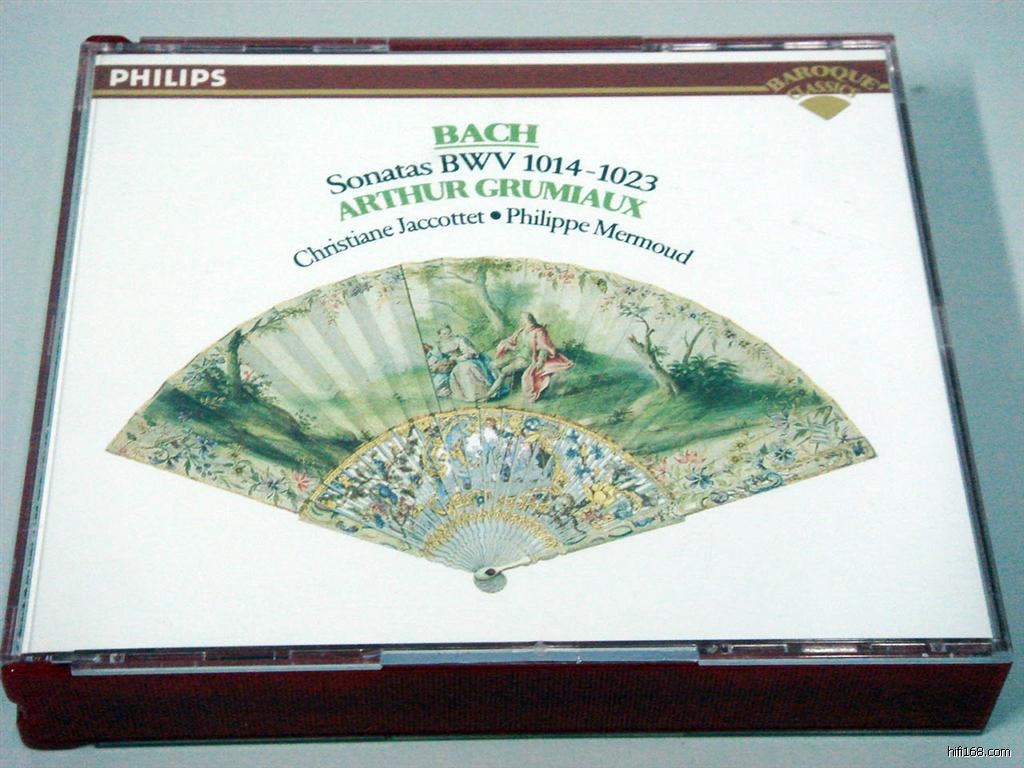 PHILIPS
BAROQUE
CLASSICS
BACH
Sonatas BWV 1014-1023
ARTHUR GRUMIAUX
Christiane Jaccottet • Philippe Mermoud
hifi168.com